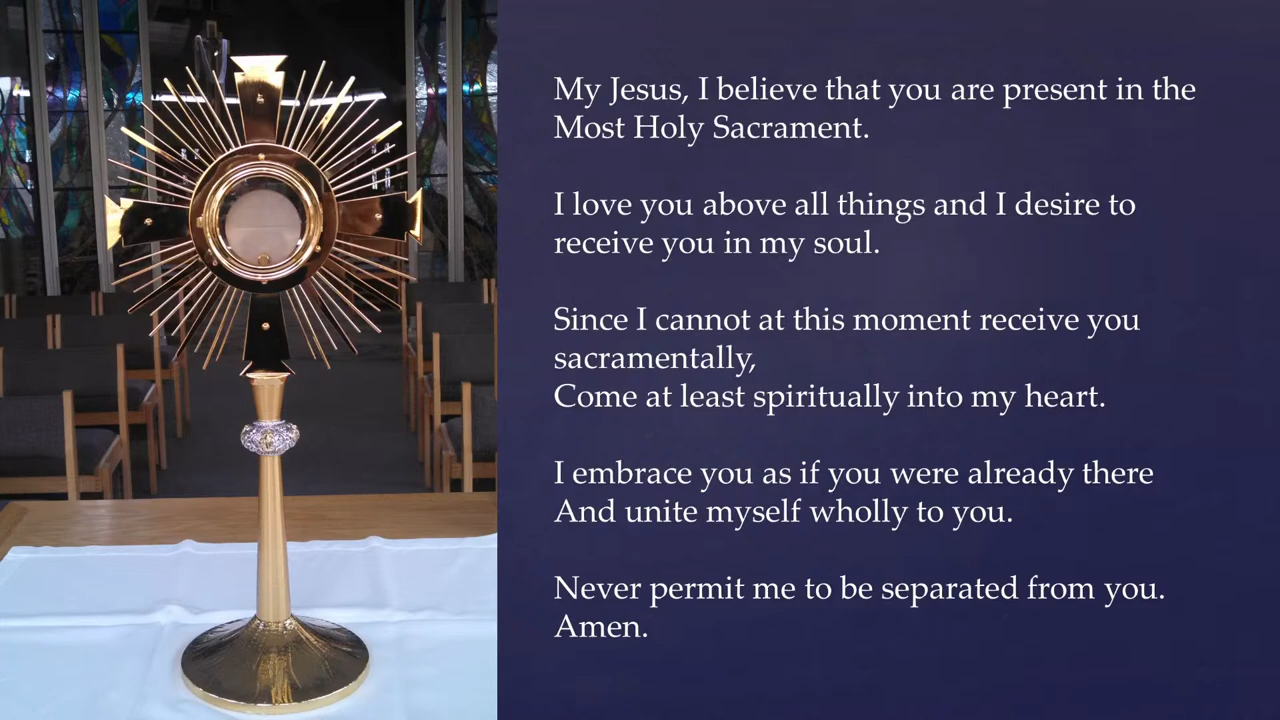 My Jesus, I believe that you are present in the
Most Holy Sacrament.
I love you above all things and I desire to
receive you in my soul.
Since I cannot at this moment receive you
sacramentally,
Come at least spiritually into my heart.
I embrace you as if you were already there
And unite myself wholly to you.
Never permit me to be separated from you.
Amen.